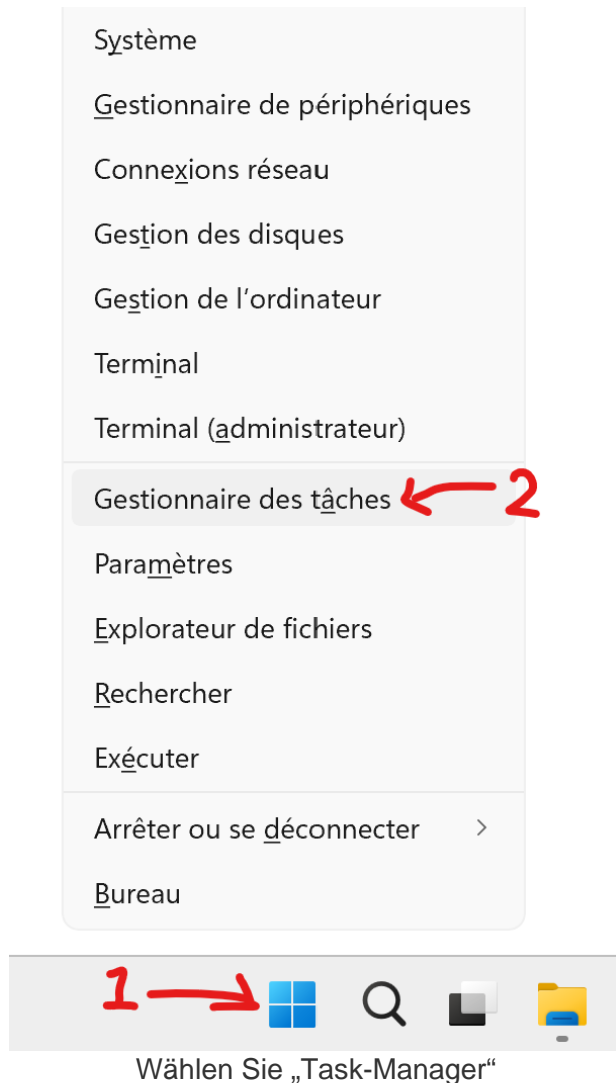 Système
Gestionnaire de périphériques
Connexions réseau
Gestion des disques
Gestion de l’ordinateur
Terminal
Terminal (administrateur)
Gestionnaire des tâches 2
Paramètres
Explorateur de fichiers
Rechercher
Exécuter
Arrêter ou se déconnecter
Bureau
1
Wählen Sie „Task-Manager“